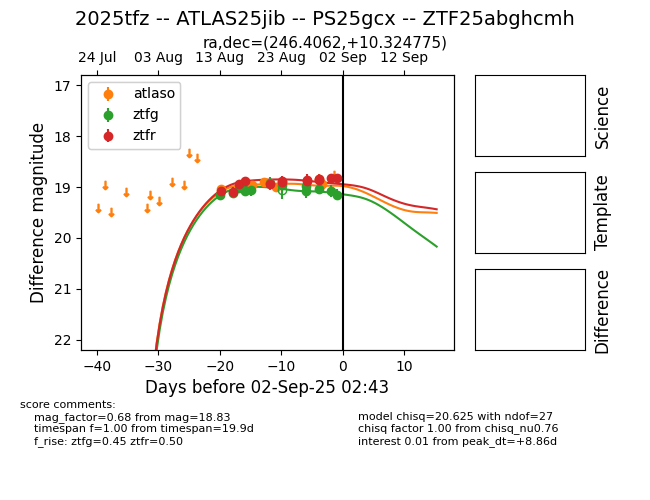 2025tfz -- ATLAS25jib -- PS25gcx -- ZTF25abghcmh
ra,dec=(246.4062,+10.324775)
24 Jul 03 Aug 13 Aug 23 Aug 02 Sep 12 Sep
17
18
19
20
21
22
Difference magnitude
atlaso
ztfg
ztfr
−40 −30 −20 −10 0 10
Days before 02-Sep-25 02:43
Science
Template
Difference
score comments:
mag_factor=0.68 from mag=18.83
timespan f=1.00 from timespan=19.9d
f_rise: ztfg=0.45 ztfr=0.50
model chisq=20.625 with ndof=27
chisq factor 1.00 from chisq_nu0.76
interest 0.01 from peak_dt=+8.86d